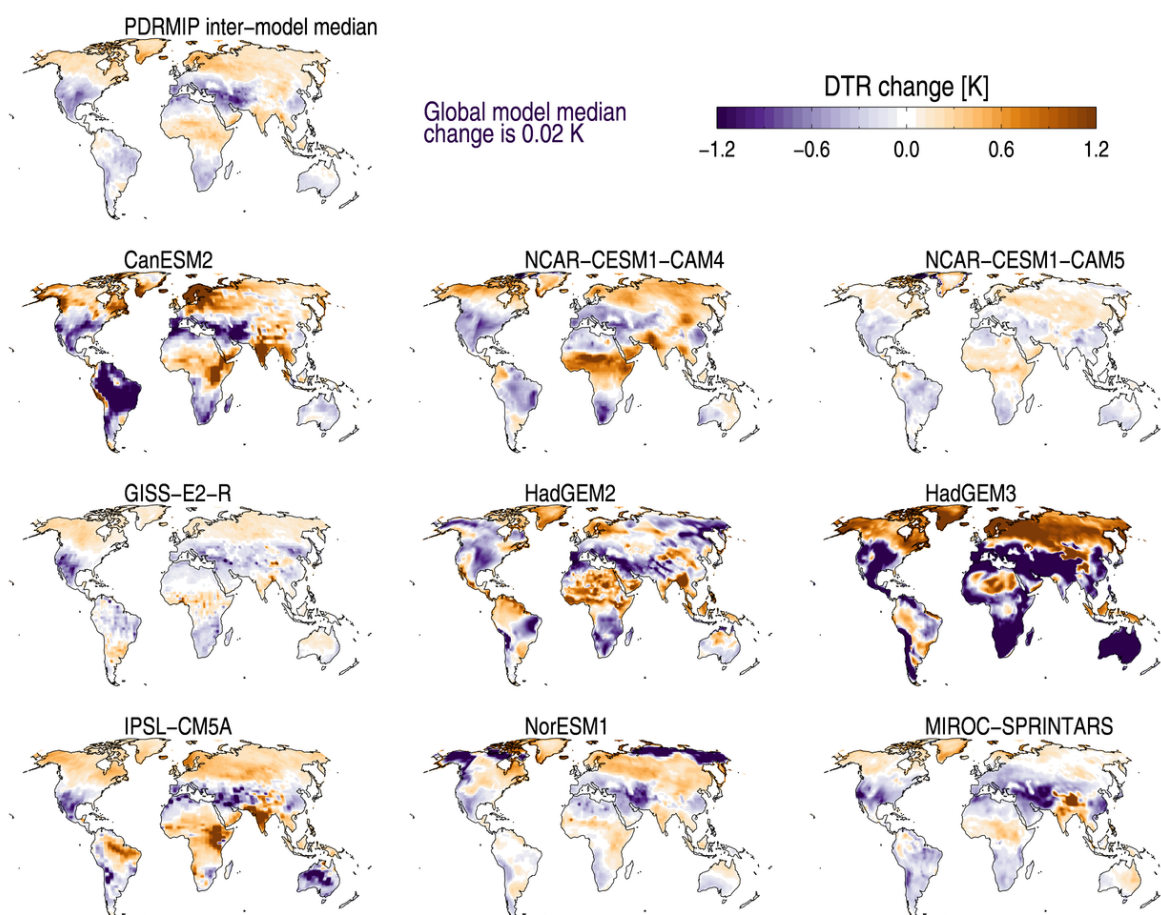 PDRMIP inter−model median
Global model median
change is 0.02 K
DTR change [K]
−1.2 −0.6 0.0 0.6 1.2
CanESM2
NCAR−CESM1−CAM4
NCAR−CESM1−CAM5
GISS−E2−R
HadGEM2
HadGEM3
IPSL−CM5A
NorESM1
MIROC−SPRINTARS